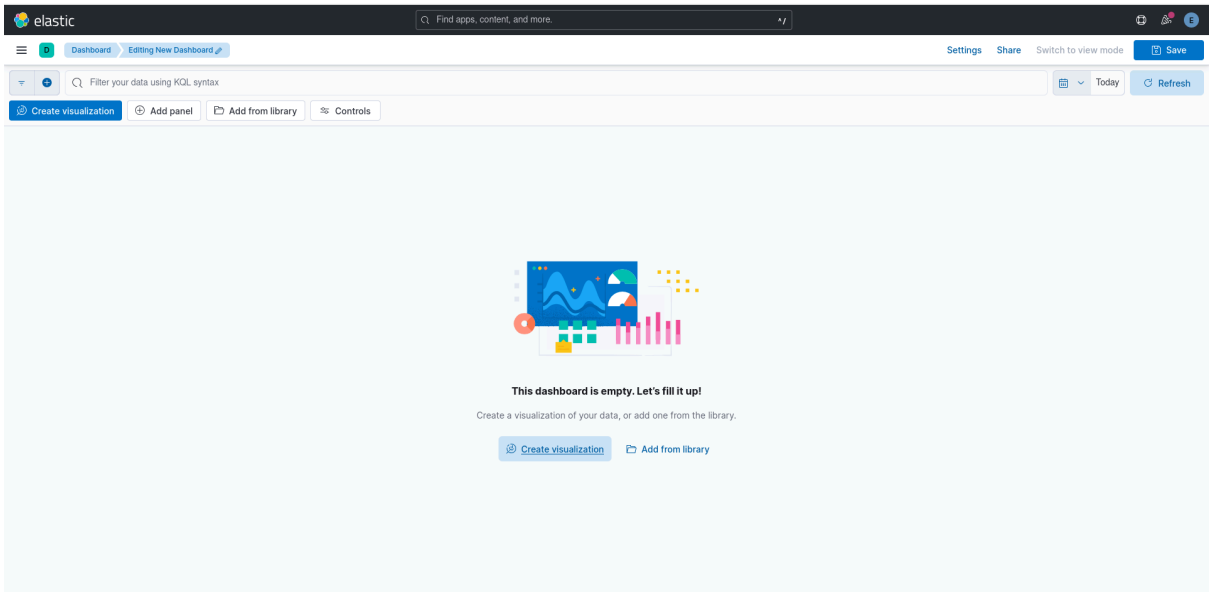 elastic
Find apps, content, and more.
^/
E
D
Dashboard
Editing New Dashboard
Settings
Share
Switch to view mode
Save
Filter your data using KQL syntax
Today
Refresh
Create visualization
Add panel
Add from library
Controls
This dashboard is empty. Let's fill it up!
Create a visualization of your data, or add one from the library.
Create visualization
Add from library